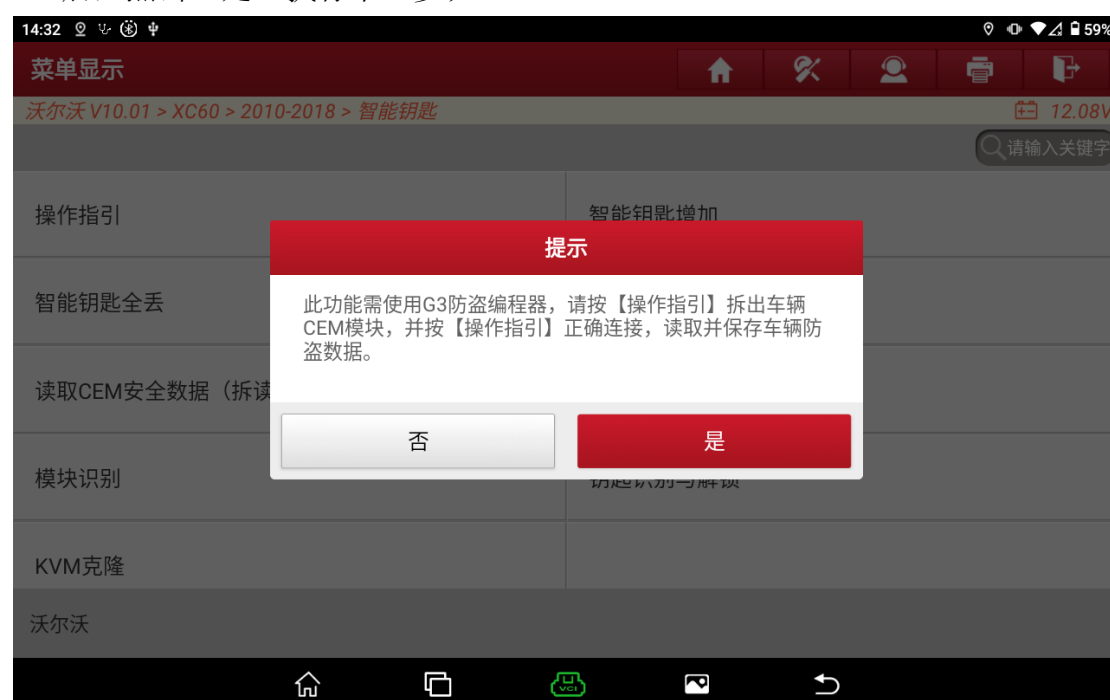 14:32 59%
菜单显示
沃尔沃 V10.01 > XC60 > 2010-2018 > 智能钥匙 12.08V
请输入关键字
操作指引 智能钥匙增加
提示
智能钥匙全丢
此功能需使用G3防盗编程器，请按【操作指引】拆出车辆
CEM模块，并按【操作指引】正确连接，读取并保存车辆防
盗数据。
读取CEM安全数据（拆读
否 是
模块识别
KVM克隆
沃尔沃
VCI